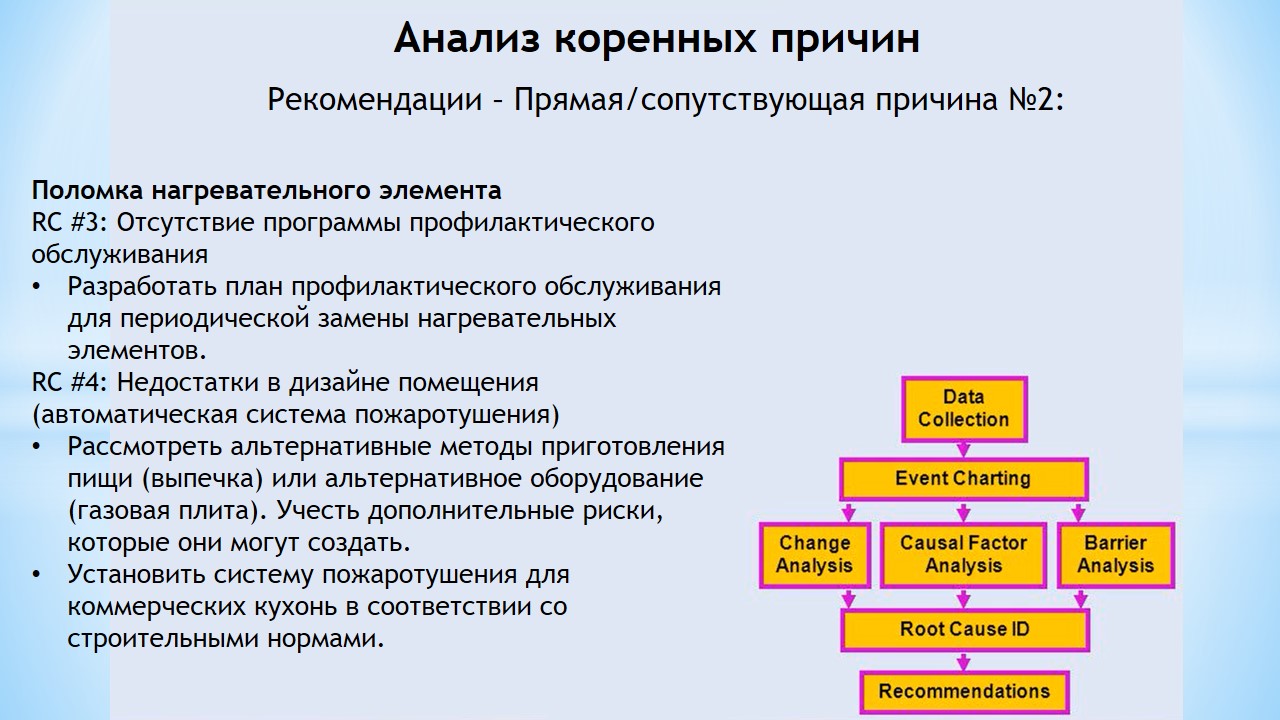 Анализ коренных причин
Рекомендации – Прямая/сопутствующая причина №2:
Поломка нагревательного элемента
RC #3: Отсутствие программы профилактического
обслуживания
• Разработать план профилактического обслуживания
для периодической замены нагревательных
элементов.
RC #4: Недостатки в дизайне помещения
(автоматическая система пожаротушения)
• Рассмотреть альтернативные методы приготовления
пищи (выпечка) или альтернативное оборудование
(газовая плита). Учесть дополнительные риски,
которые они могут создать.
• Установить систему пожаротушения для
коммерческих кухонь в соответствии со
строительными нормами.
Data
Collection
Event Charting
Change
Analysis
Causal Factor
Analysis
Barrier
Analysis
Root Cause ID
Recommendations